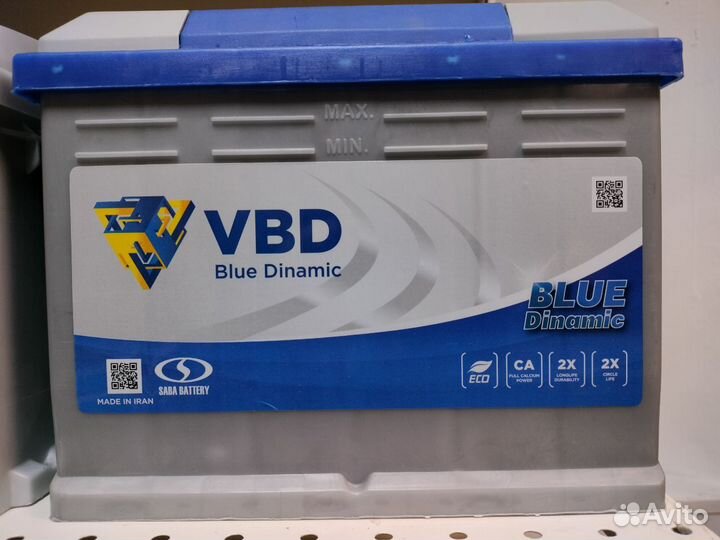 MAX.
MIN.
VBD
Blue Dinamic
BLUE
Dinamic
ECO
CA
FULL CALCIUM
POWER
2X
LONGLIFE
DURABILITY
2X
CIRCLE
LIFE
SABA BATTERY
MADE IN IRAN
Avito